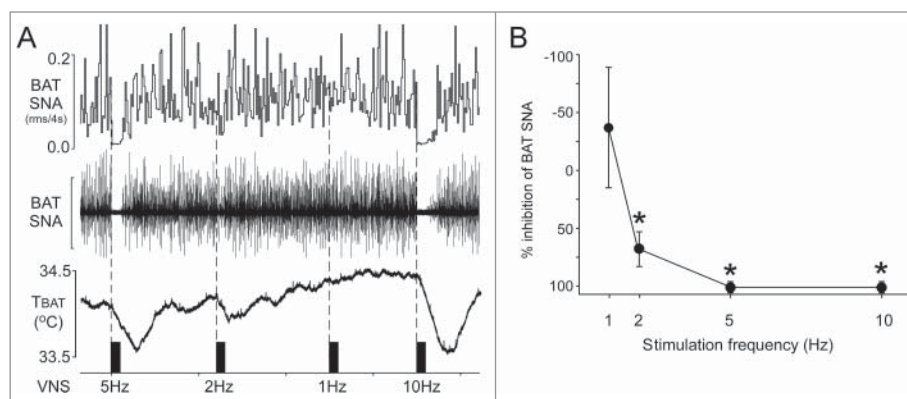 A
0.2
BAT
SNA
(rms/4s)
0.0
BAT
SNA
34.5
TBAT
(ºC)
33.5
VNS 5Hz 2Hz 1Hz 10Hz
B
% inhibition of BAT SNA
-100
-50
0
50
100
*
*
*
1 2 5 10
Stimulation frequency (Hz)